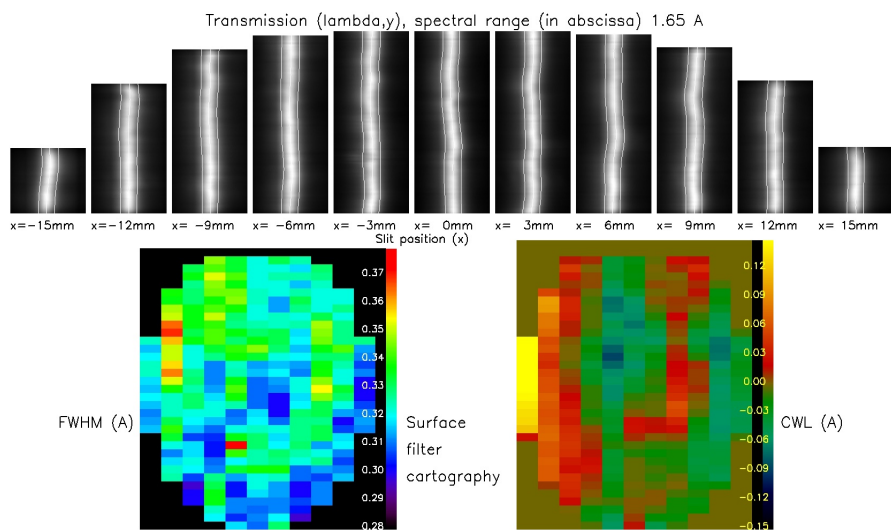 Transmission (lambda,y), spectral range (in abscissa) 1.65 A
x=-15mm x=-12mm x= -9mm x= -6mm x= -3mm x= 0mm x= 3mm x= 6mm x= 9mm x= 12mm x= 15mm
Slit position (x)
0.37
0.36
0.35
0.34
0.33
0.32
0.31
0.30
0.29
0.28
FWHM (A)
Surface
filter
cartography
0.12
0.09
0.06
0.03
0.00
-0.03
-0.06
-0.09
-0.12
-0.15
CWL (A)